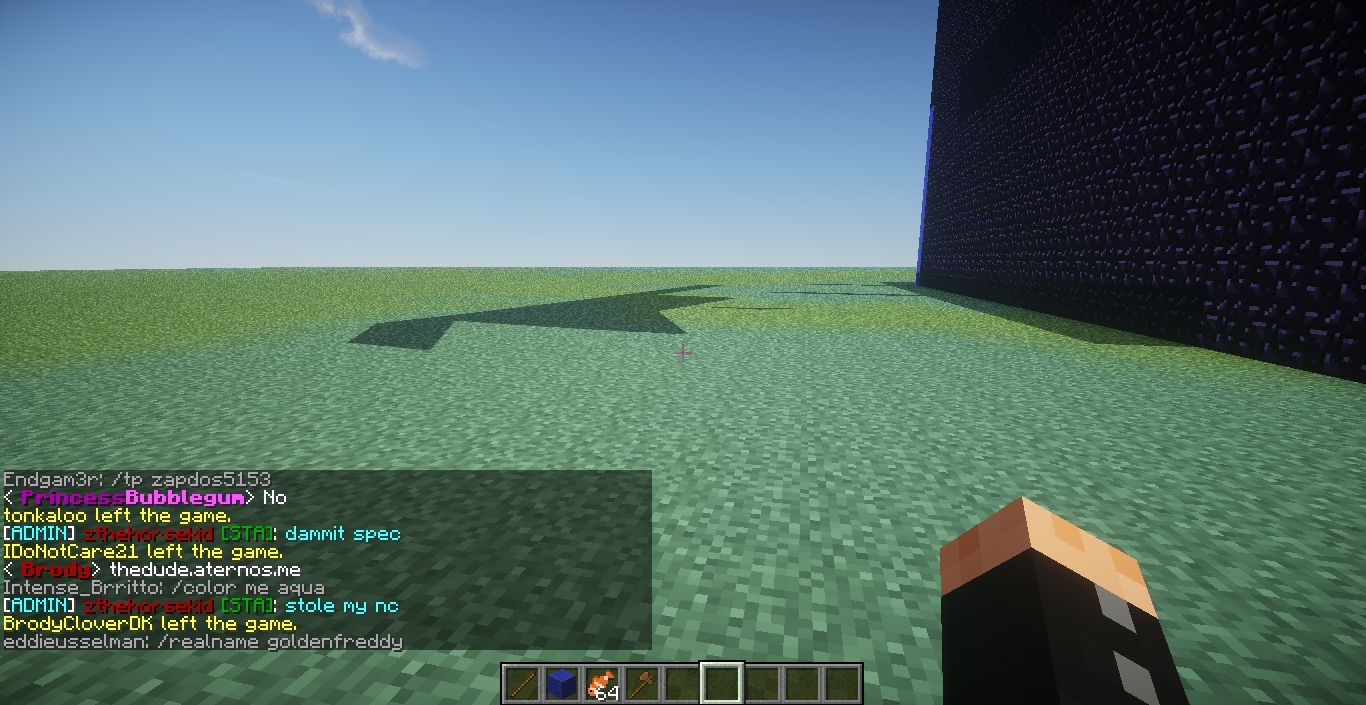 Endgam3r: /tp zapdos5153
< PrincessBubblegum> No
tonkaloo left the game.
[ADMIN] zthehorsekid [STA]: dammit spec
IDoNotCare21 left the game.
< Brody> thedude.aternos.me
Intense_Brritto: /color me aqua
[ADMIN] zthehorsekid [STA]: stole my nc
BrodyCloverDK left the game.
eddieusselman: /realname goldenfreddy
64